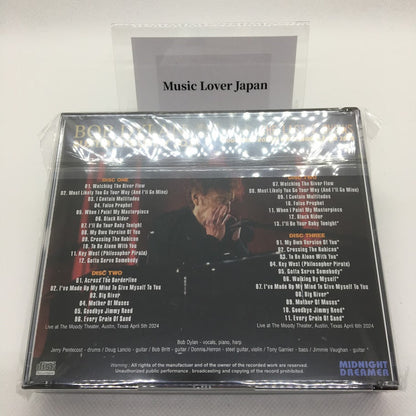 Music Lover Japan
BOB DYLAN
DISC ONE
01. Watching The River Flow
02. Most Likely You Go Your Way (And I'll Go Mine)
03. I Contain Multitudes
04. False Prophet
05. When I Paint My Masterpiece
06. Black Rider
07. I'll Be Your Baby Tonight
08. My Own Version Of You
09. Crossing The Rubicon
10. To Be Alone With You
11. Key West (Philosopher Pirate)
12. Gotta Serve Somebody
DISC TWO
01. Across The Borderline
02. I've Made Up My Mind To Give Myself To You
03. Big River
04. Mother Of Muses
05. Goodbye Jimmy Reed
06. Every Grain Of Sand
Live at The Moody Theater, Austin, Texas April 5th 2024
07. Watching The River Flow
08. Most Likely You Go Your Way (And I'll Go Mine)
09. I Contain Multitudes
10. False Prophet
11. When I Paint My Masterpiece
12. Black Rider
13. I'll Be Your Baby Tonight
DISC THREE
01. My Own Version Of You
02. Crossing The Rubicon
03. To Be Alone With You
04. Key West (Philosopher Pirate)
05. Gotta Serve Somebody
06. Walking By Myself
07. I've Made Up My Mind To Give Myself To You
08. Big River
09. Mother Of Muses
10. Goodbye Jimmy Reed
11. Every Grain Of Sand
Live at The Moody Theater, Austin, Texas April 6th 2024
Bob Dylan - vocals, piano, harp
Jerry Pentecost - drums / Doug Lancio - guitar / Bob Britt - guitar / Donnie Herron - steel guitar, violin / Tony Garnier - bass / Jimmie Vaughan - guitar
Warning : All rights of the manufactor and of the owner of the recorded work are reserved.
Unauthorized public performance, broadcasting and copying of the record prohibited.
MIDNIGHT
DREAMER